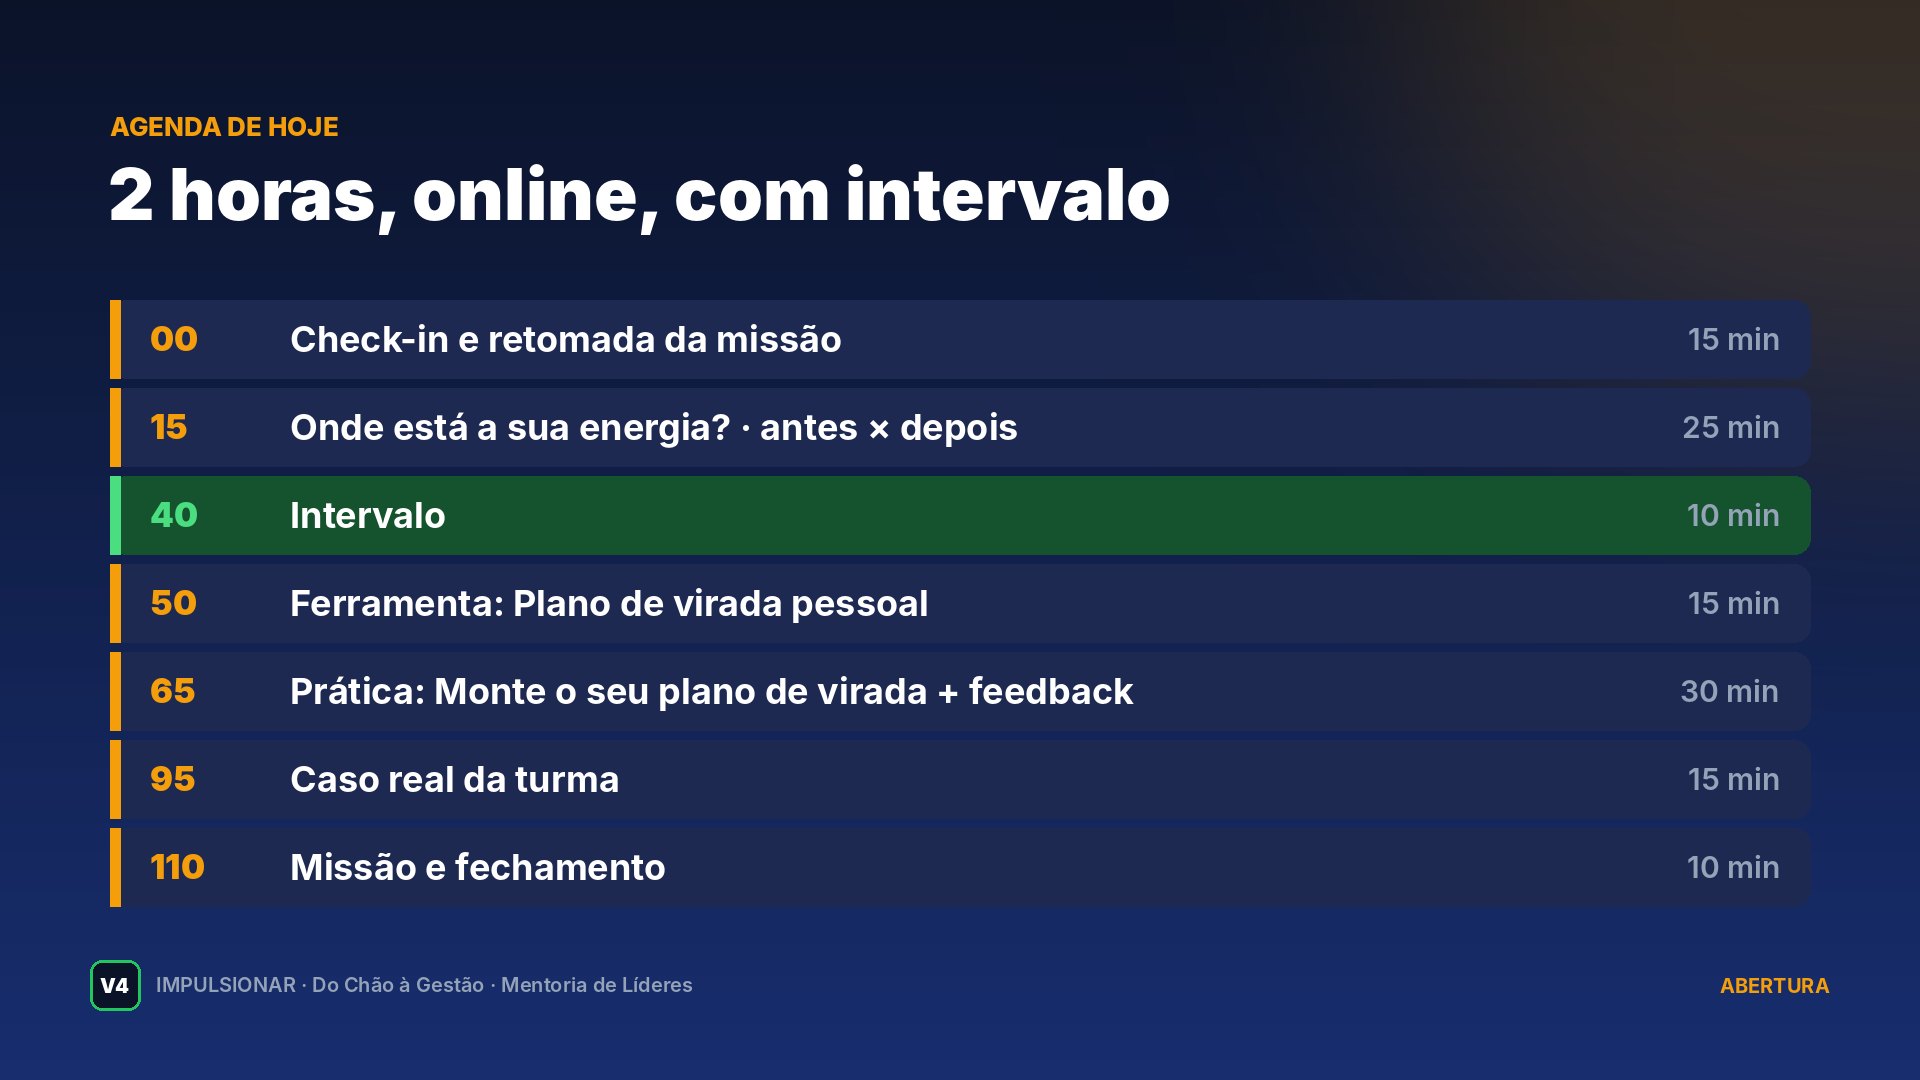 AGENDA DE HOJE
2 horas, online, com intervalo
00 Check-in e retomada da missão 15 min
15 Onde está a sua energia? · antes × depois 25 min
40 Intervalo 10 min
50 Ferramenta: Plano de virada pessoal 15 min
65 Prática: Monte o seu plano de virada + feedback 30 min
95 Caso real da turma 15 min
110 Missão e fechamento 10 min
V4 IMPULSIONAR · Do Chão à Gestão · Mentoria de Líderes ABERTURA